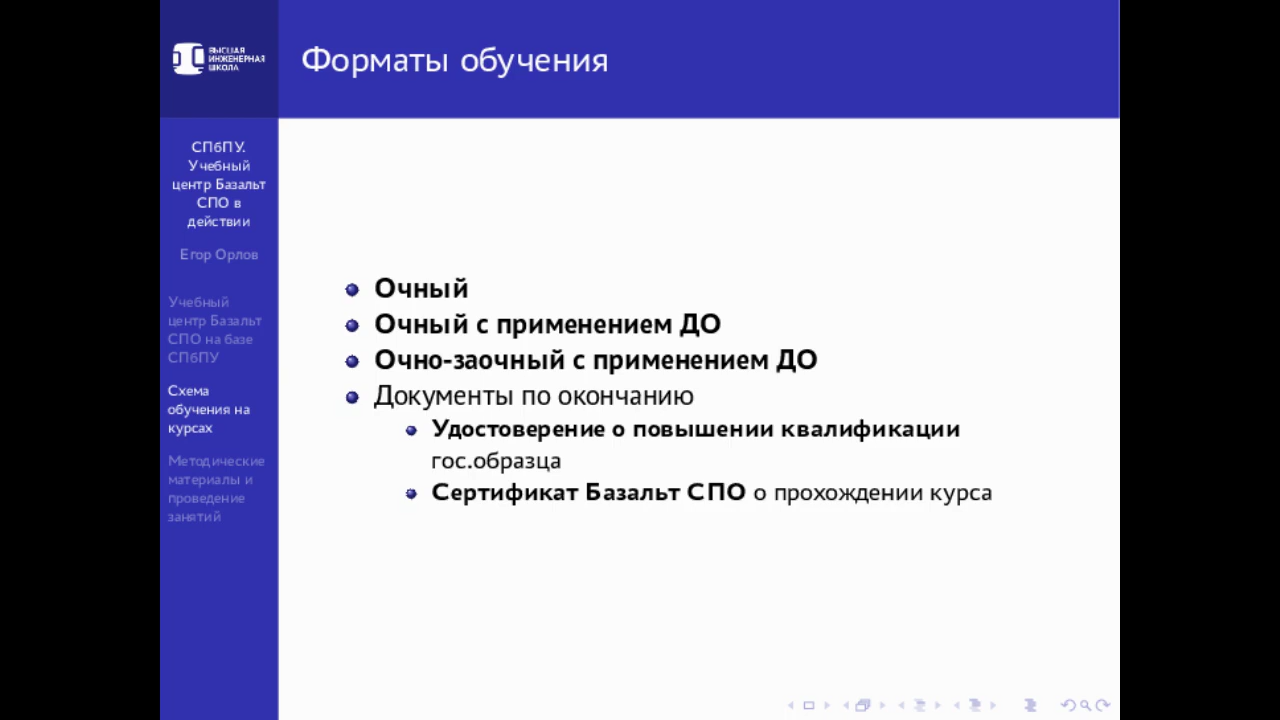 ВЫСШАЯ
ИНЖЕНЕРНАЯ
ШКОЛА
Форматы обучения
СПбПУ.
Учебный
центр Базальт
СПО в
действии
Егор Орлов
Учебный
центр Базальт
СПО на базе
СПбПУ
Схема
обучения на
курсах
Методические
материалы и
проведение
занятий
Очный
Очный с применением ДО
Очно-заочный с применением ДО
Документы по окончанию
Удостоверение о повышении квалификации
гос.образца
Сертификат Базальт СПО о прохождении курса